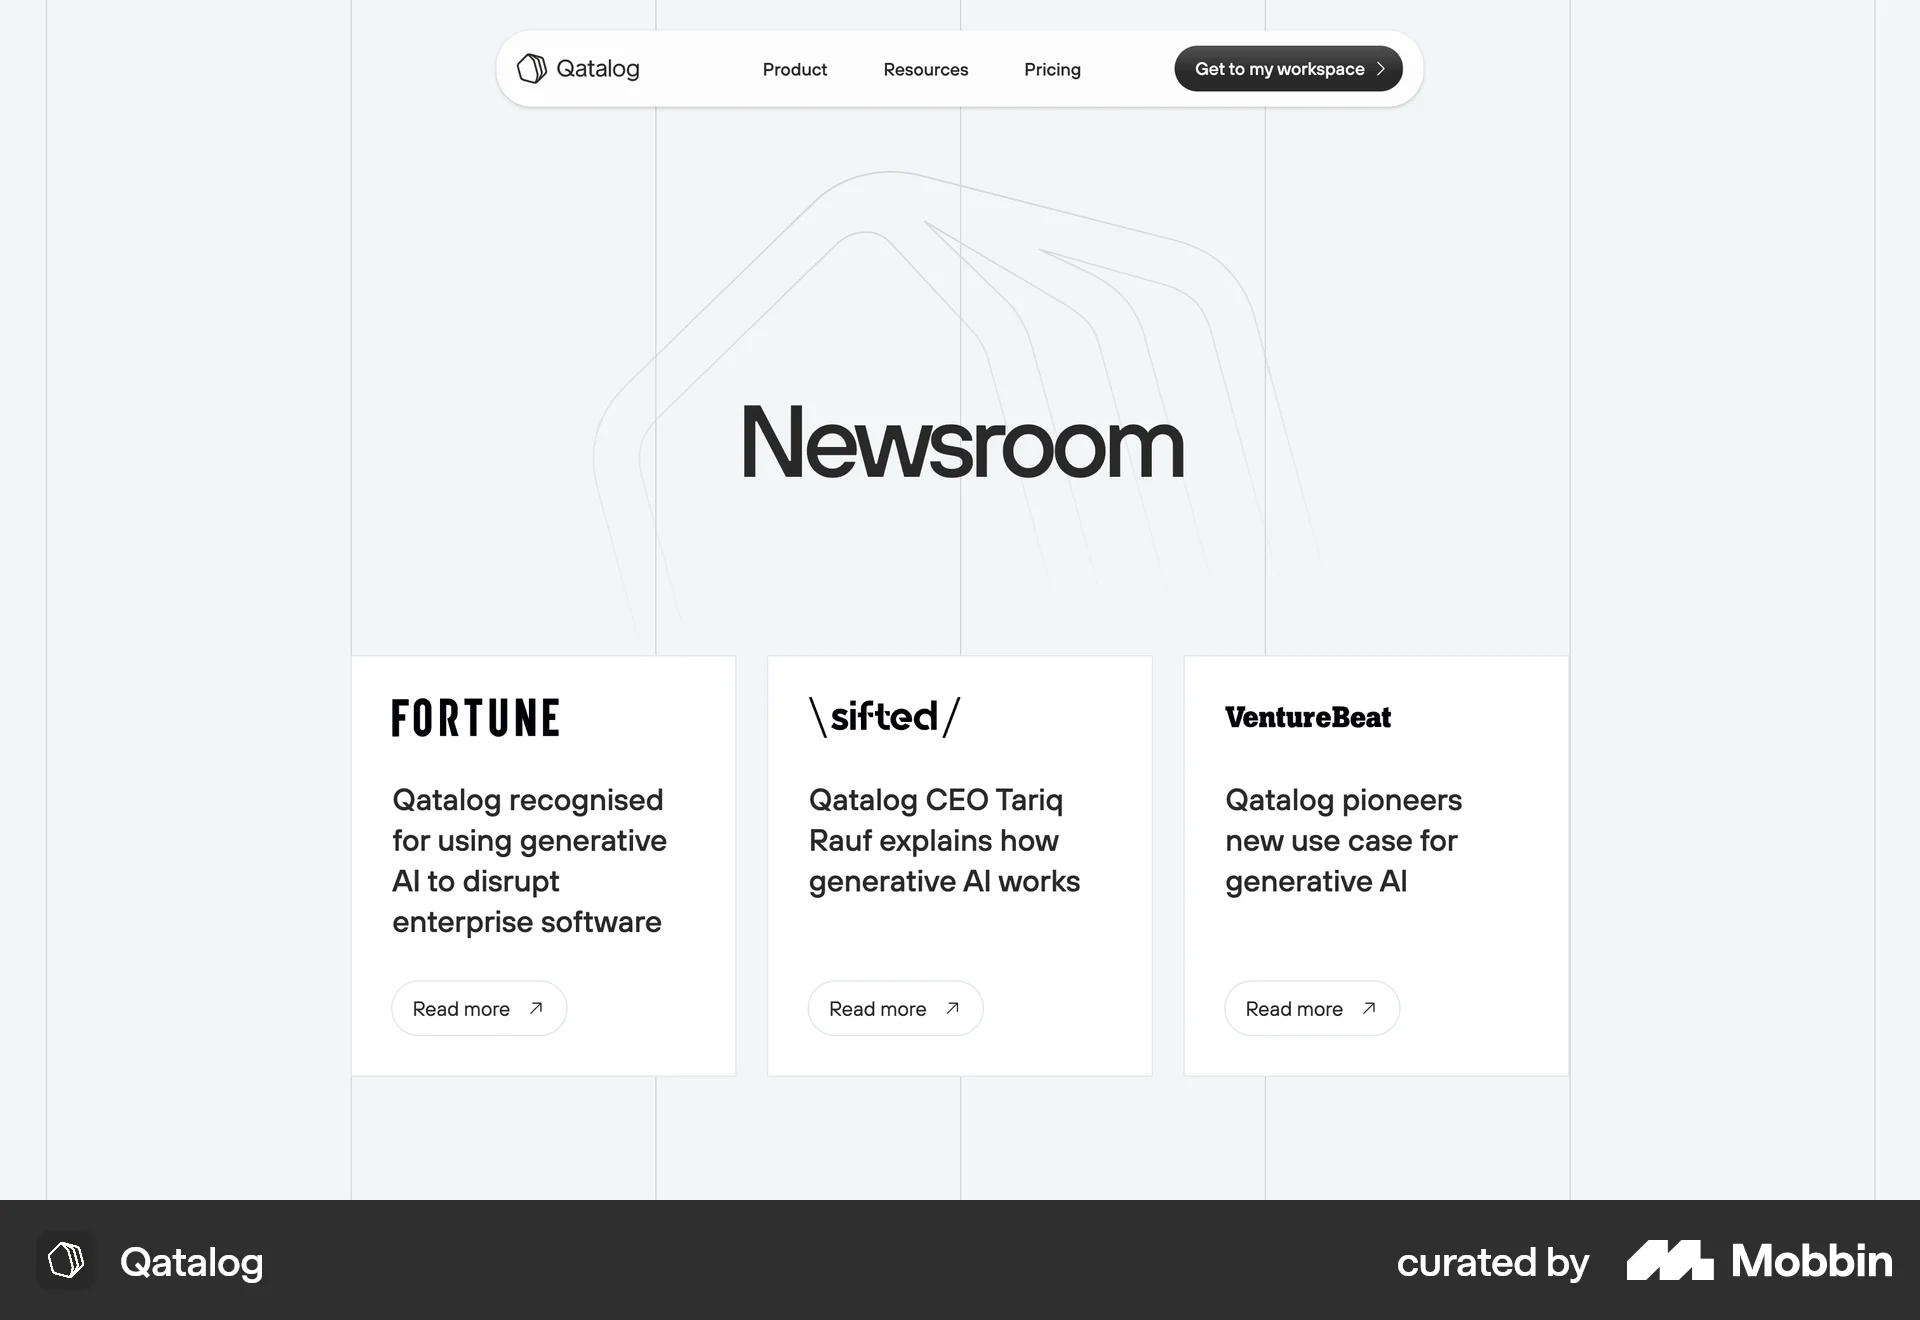 Qatalog
Product
Resources
Pricing
Get to my workspace
Newsroom
FORTUNE
\sifted/
VentureBeat
Qatalog recognised
for using generative
AI to disrupt
enterprise software
Qatalog CEO Tariq
Rauf explains how
generative AI works
Qatalog pioneers
new use case for
generative AI
Read more
Read more
Read more
Qatalog
curated by
Mobbin